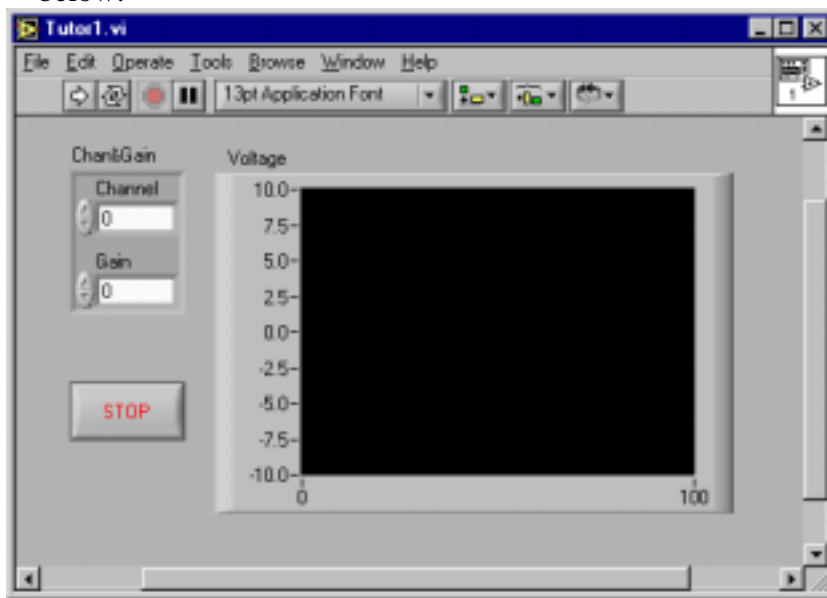 below.
Tutor1.vi
File Edit Operate Tools Browse Window Help
13pt Application Font
1
Chan&Gain
Channel
0
Gain
0
STOP
Voltage
10.0
7.5
5.0
2.5
0.0
-2.5
-5.0
-7.5
-10.0
0 100